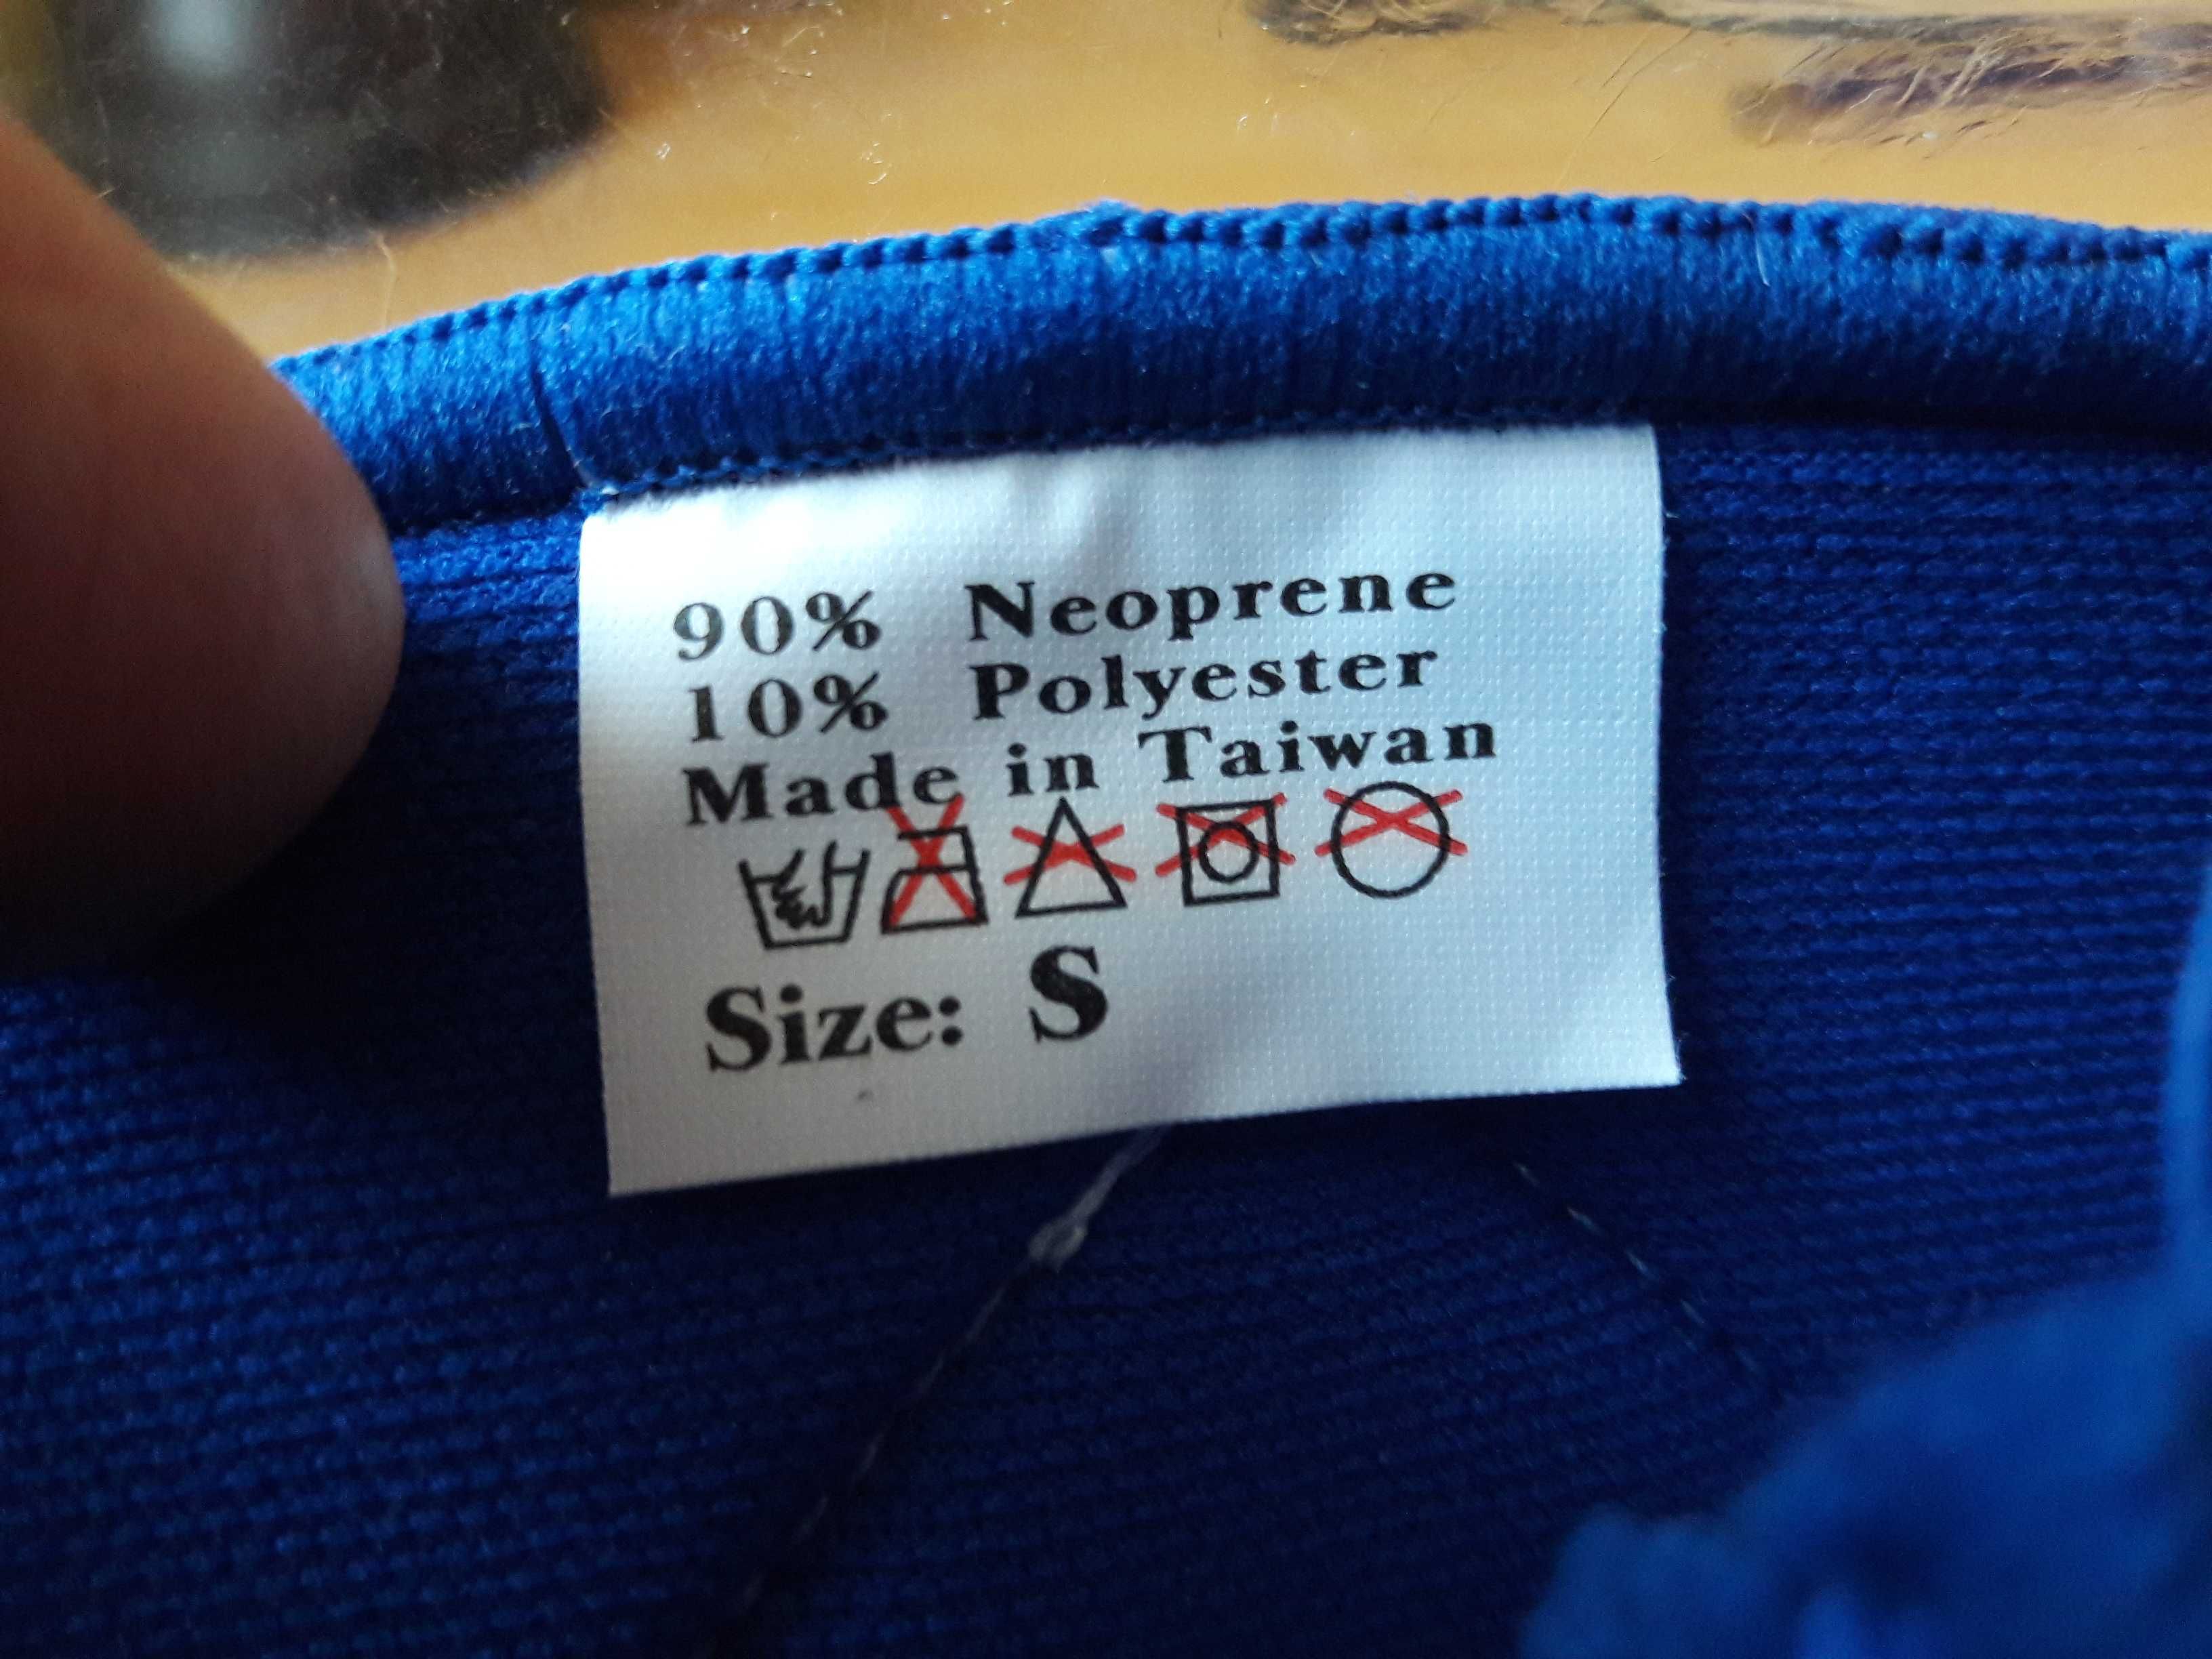 90% Neoprene
10% Polyester
Made in Taiwan
Size: S